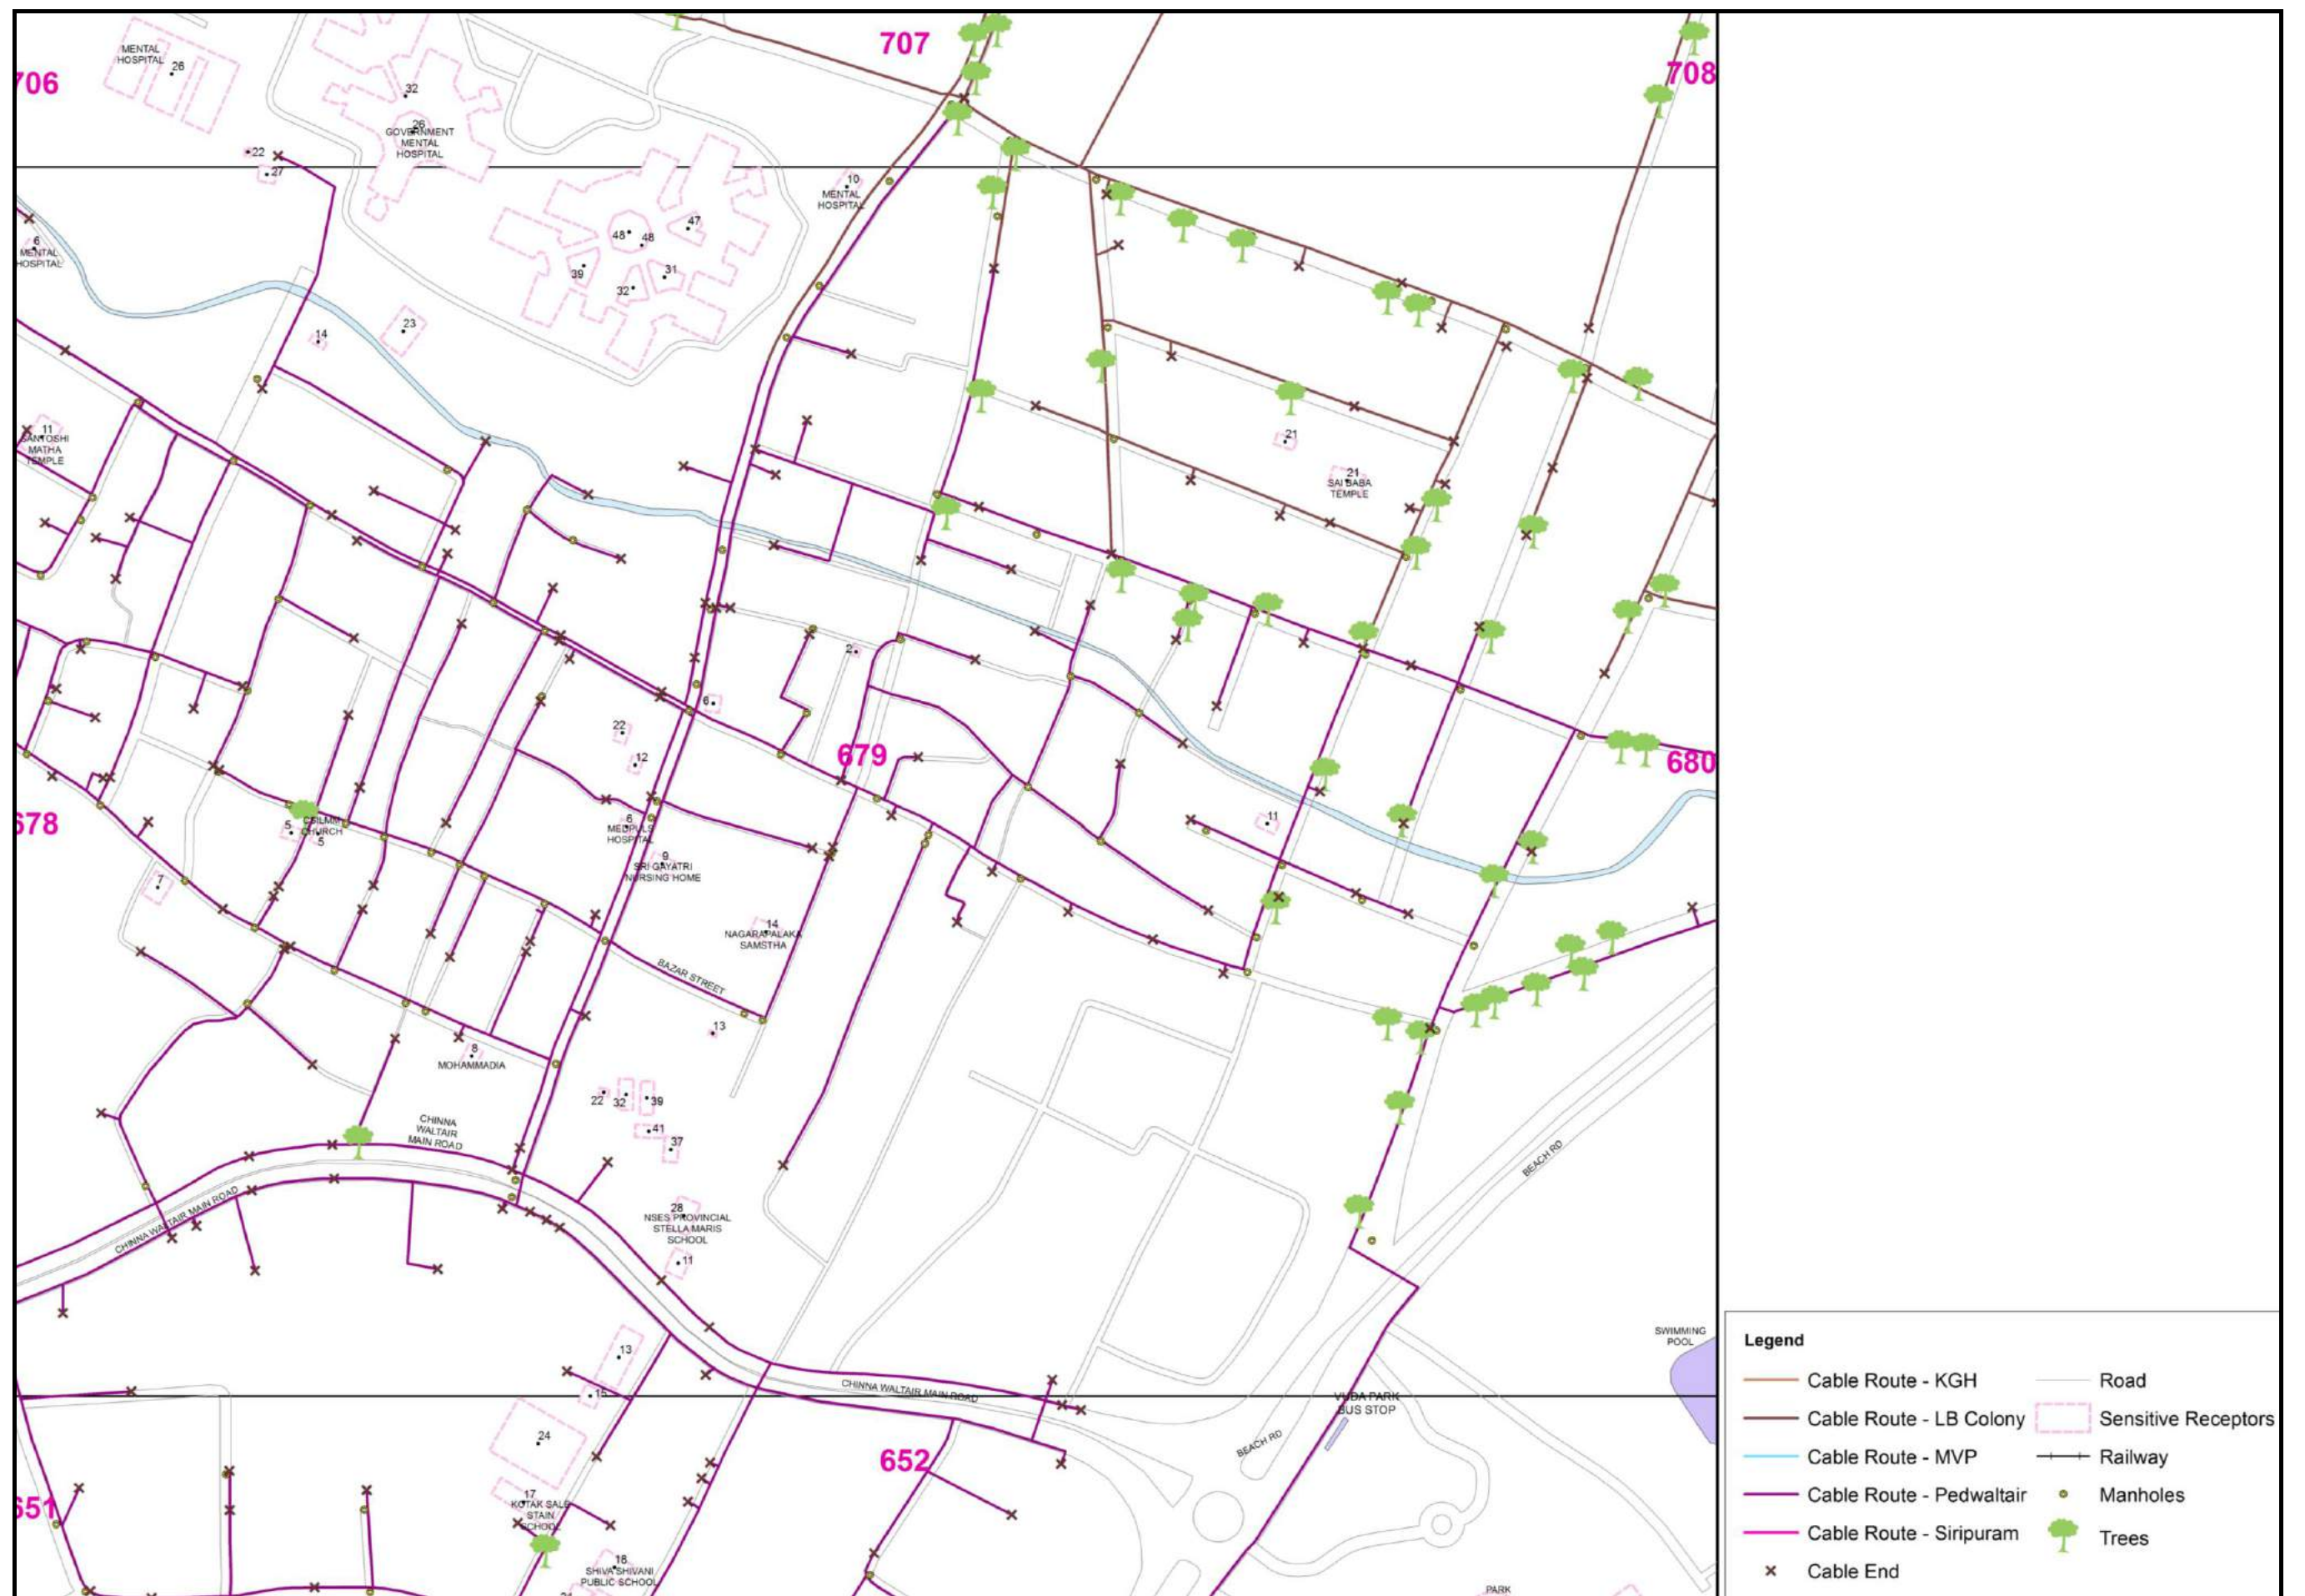 707
708
706
MENTAL
HOSPITAL
26
32
26
GOVERNMENT
MENTAL
HOSPITAL
22
27
10
MENTAL
HOSPITAL
47
48
48
39
31
32
6
MENTAL
HOSPITAL
14
23
11
SANTOSHI
MATHA
TEMPLE
21
21
SAI BABA
TEMPLE
2
6
22
12
679
680
678
6
MEDPULS
HOSPITAL
9
SRI GAYATRI
NURSING HOME
5
CHURCH
5
7
11
14
NAGARAPALAKA
SAMSTHA
BAZAR STREET
13
8
MOHAMMADIA
22
32
39
41
37
CHINNA
WALTAIR
MAIN ROAD
CHINNA WALTAIR MAIN ROAD
28
NSES PROVINCIAL
STELLA MARIS
SCHOOL
11
BEACH RD
13
15
CHINNA WALTAIR MAIN ROAD
VUDA PARK
BUS STOP
BEACH RD
SWIMMING
POOL
24
652
651
17
KOTAK SALE
STAIN
SCHOOL
18
SHIVA SHIVANI
PUBLIC SCHOOL
PARK
Legend
Cable Route - KGH
Road
Cable Route - LB Colony
Sensitive Receptors
Cable Route - MVP
Railway
Cable Route - Pedwaltair
Manholes
Cable Route - Siripuram
Trees
Cable End